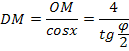 DM = OM/cosx = 4/(tg φ/2)